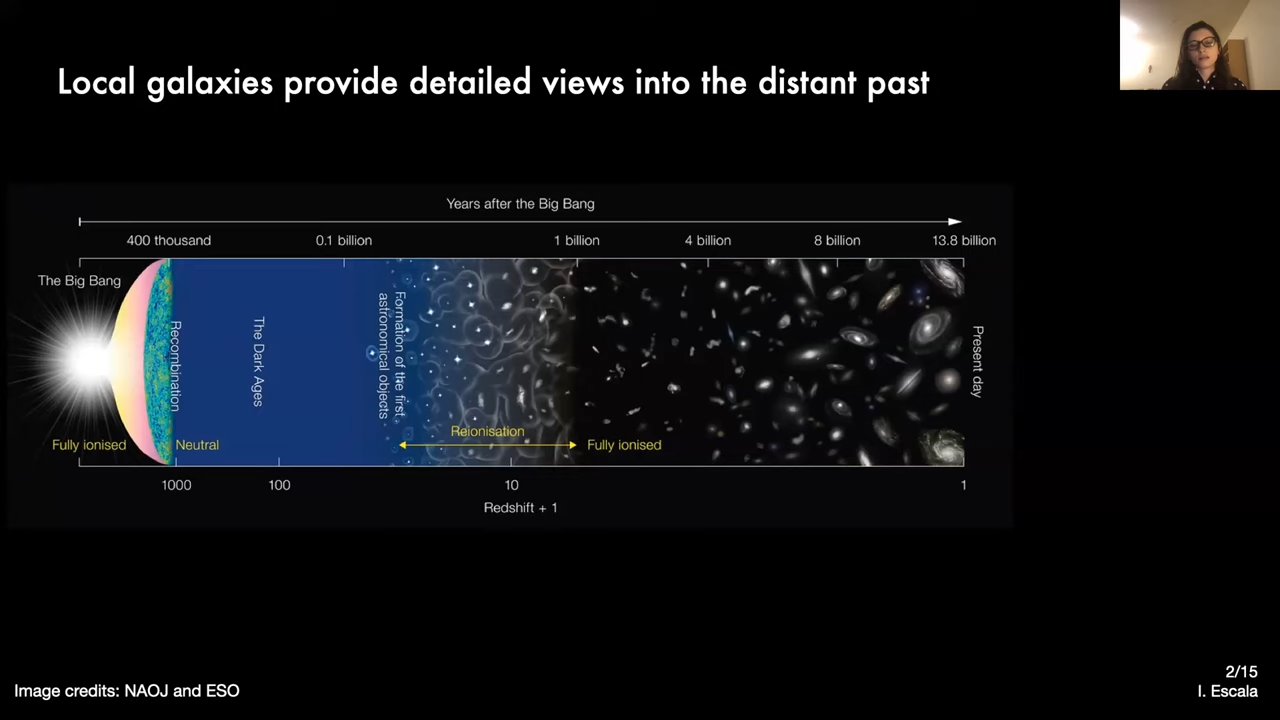 Local galaxies provide detailed views into the distant past
Years after the Big Bang
400 thousand 0.1 billion 1 billion 4 billion 8 billion 13.8 billion
The Big Bang
Recombination
The Dark Ages
Formation of the first
astronomical objects
Present day
Fully ionised Neutral Reionisation Fully ionised
1000 100 10 1
Redshift + 1
2/15
Image credits: NAOJ and ESO
I. Escala